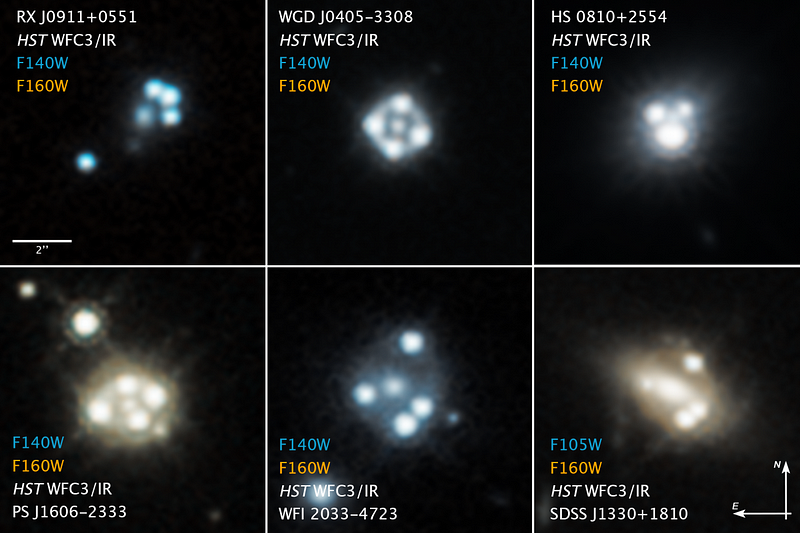 RX J0911+0551
HST WFC3/IR
F140W
F160W
2”
WGD J0405-3308
HST WFC3/IR
F140W
F160W
HS 0810+2554
HST WFC3/IR
F140W
F160W
F140W
F160W
HST WFC3/IR
PS J1606-2333
F140W
F160W
HST WFC3/IR
WFI 2033-4723
F105W
F160W
HST WFC3/IR
SDSS J1330+1810
N
E